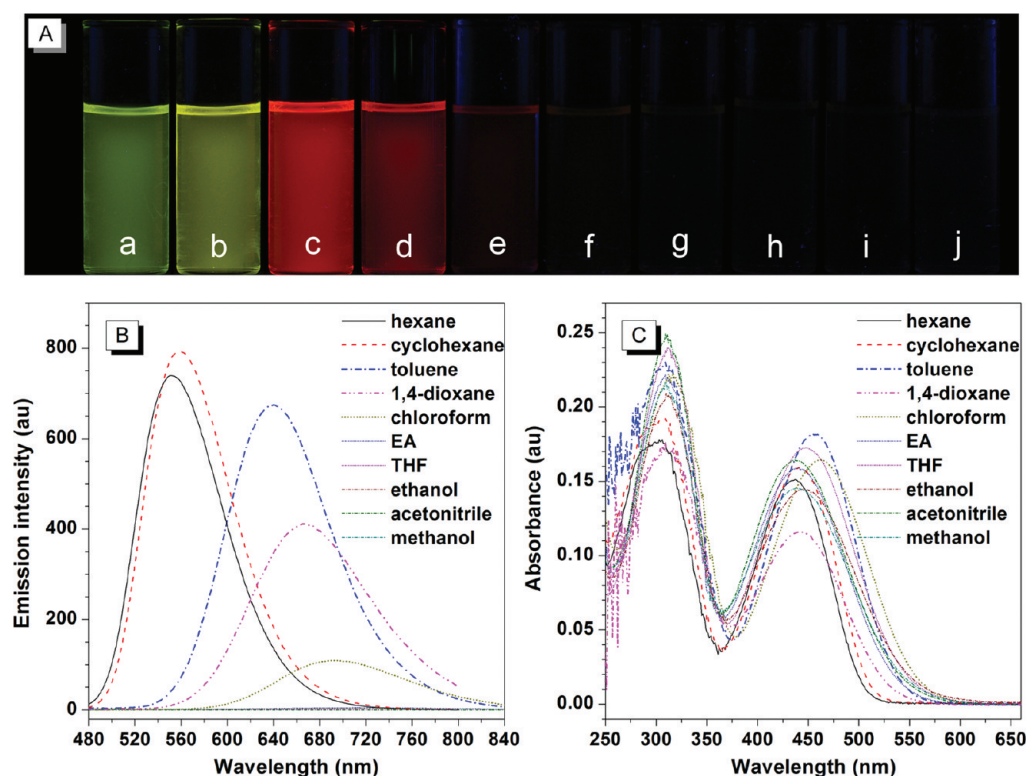 A
a b c d e f g h i j
B
hexane
cyclohexane
toluene
1,4-dioxane
chloroform
EA
THF
ethanol
acetonitrile
methanol
800
600
400
200
0
Emission intensity (au)
480 520 560 600 640 680 720 760 800 840
Wavelength (nm)
C
hexane
cyclohexane
toluene
1,4-dioxane
chloroform
EA
THF
ethanol
acetonitrile
methanol
0.25
0.20
0.15
0.10
0.05
0.00
Absorbance (au)
250 300 350 400 450 500 550 600 650
Wavelength (nm)